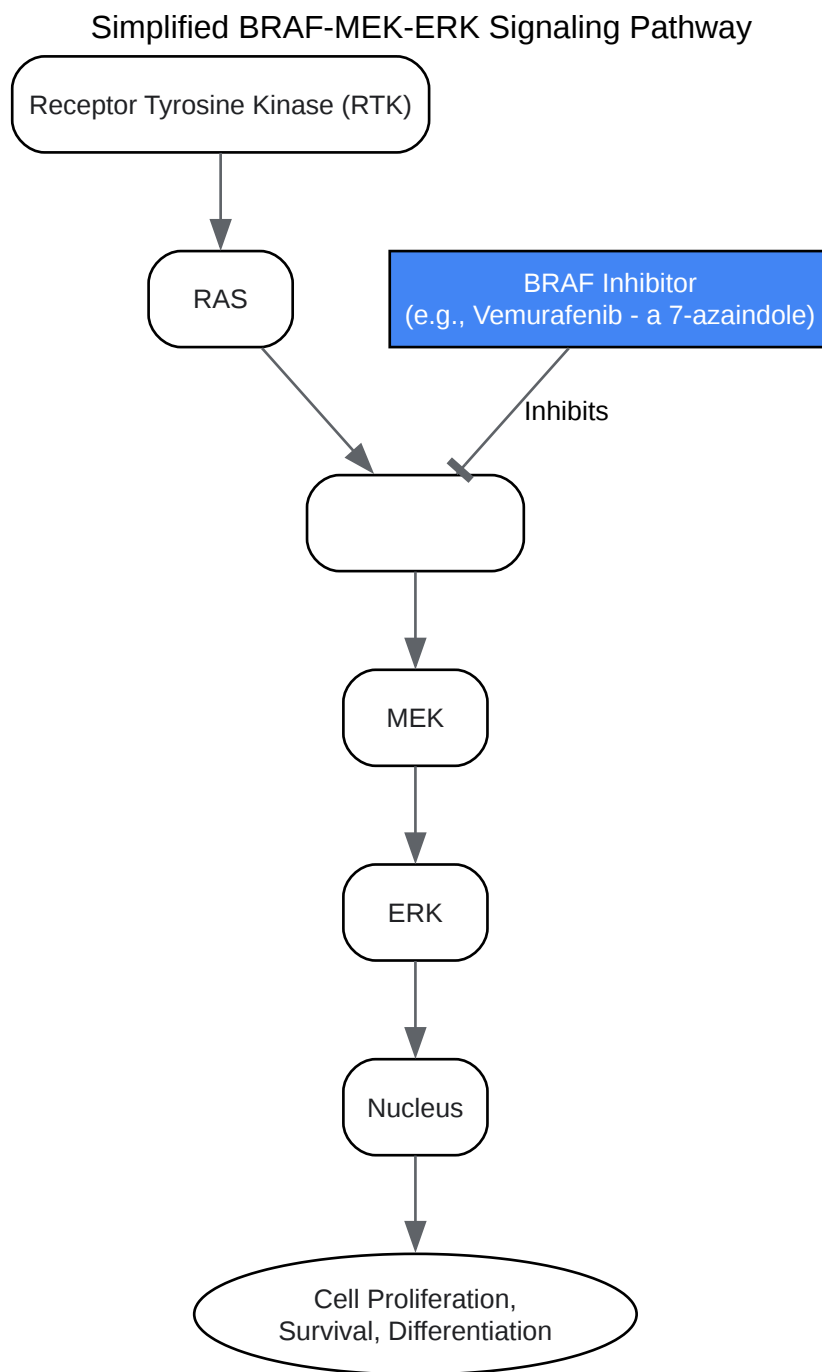 Simplified BRAF-MEK-ERK Signaling Pathway
Receptor Tyrosine Kinase (RTK)
RAS
BRAF Inhibitor
(e.g., Vemurafenib - a 7-azaindole)
Inhibits
MEK
ERK
Nucleus
Cell Proliferation,
Survival, Differentiation